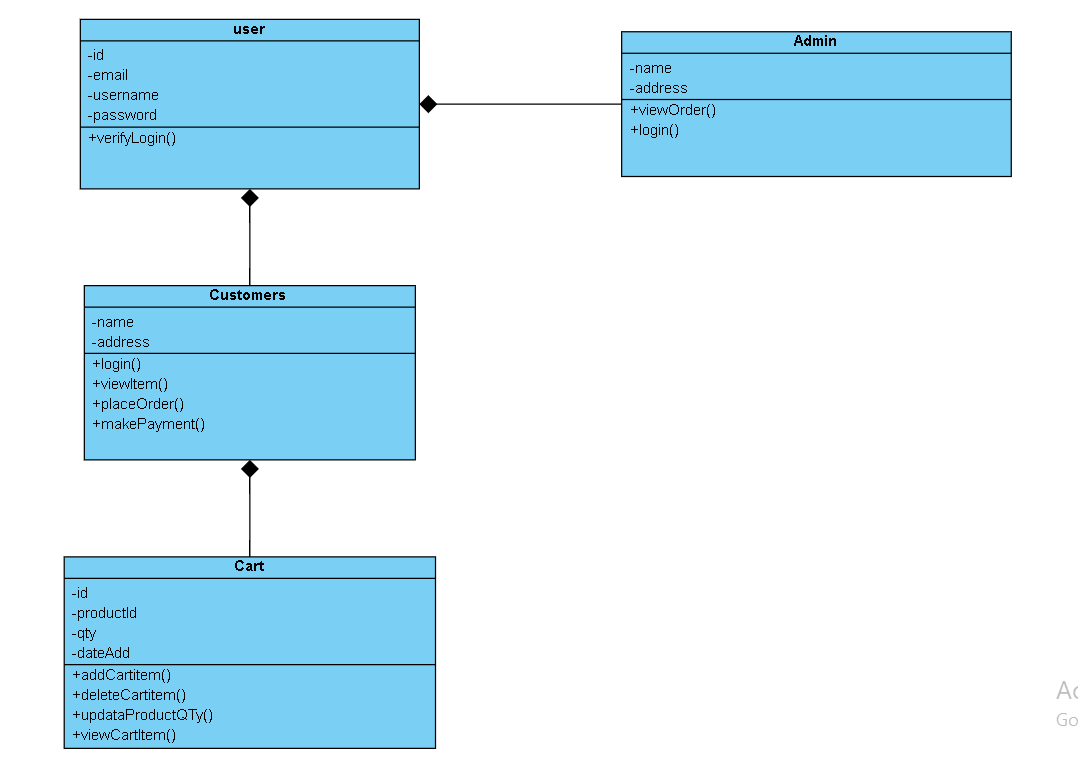 user
-id
-email
-username
-password
+verifyLogin()
Admin
-name
-address
+viewOrder()
+login()
Customers
-name
-address
+login()
+viewItem()
+placeOrder()
+makePayment()
Cart
-id
-productId
-qty
-dateAdd
+addCartitem()
+deleteCartitem()
+updataProductQTy()
+viewCartItem()
Go